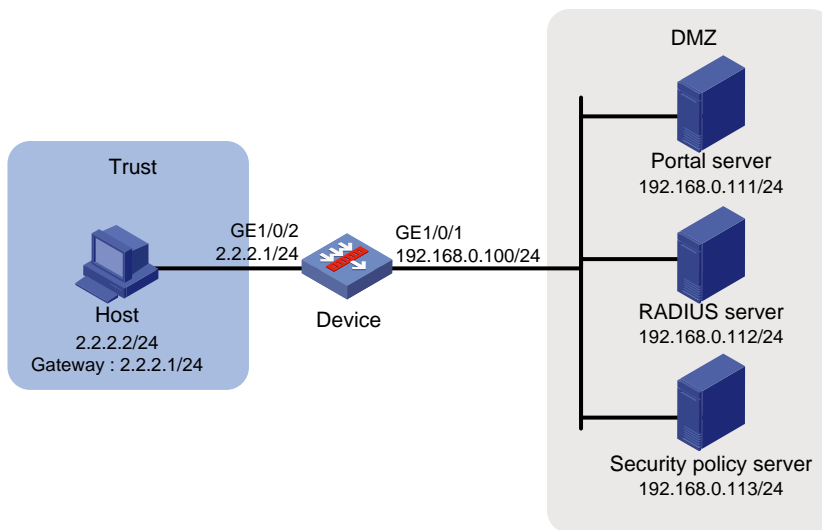 DMZ
Portal server
192.168.0.111/24
Trust
GE1/0/2
2.2.2.1/24
GE1/0/1
192.168.0.100/24
Host
2.2.2.2/24
Gateway : 2.2.2.1/24
Device
RADIUS server
192.168.0.112/24
Security policy server
192.168.0.113/24